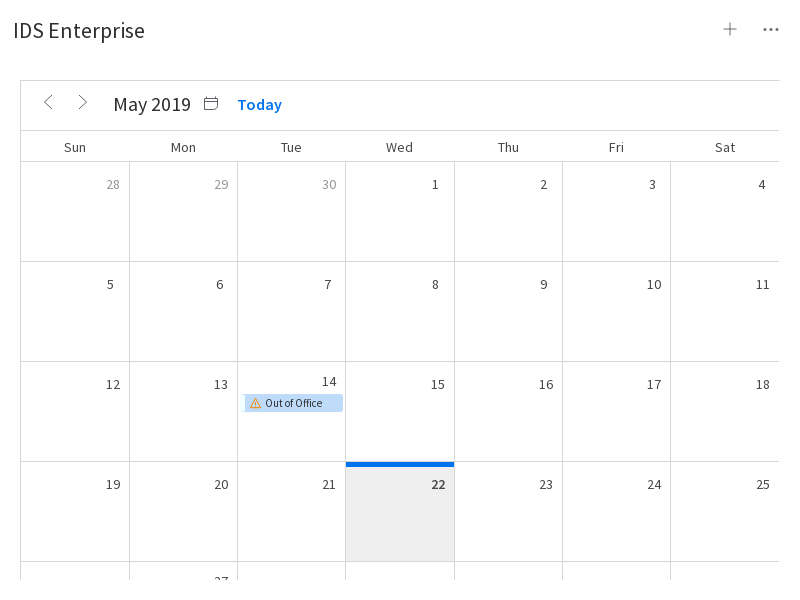 IDS Enterprise
May 2019 Today
Sun Mon Tue Wed Thu Fri Sat
28 29 30 1 2 3 4
5 6 7 8 9 10 11
12 13 14 15 16 17 18
Out of Office
19 20 21 22 23 24 25
27